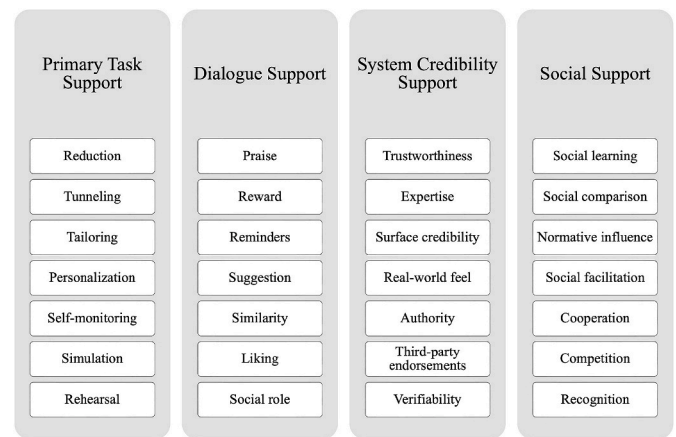 Primary Task
Support
Reduction
Tunneling
Tailoring
Personalization
Self-monitoring
Simulation
Rehearsal
Dialogue Support
Praise
Reward
Reminders
Suggestion
Similarity
Liking
Social role
System Credibility
Support
Trustworthiness
Expertise
Surface credibility
Real-world feel
Authority
Third-party
endorsements
Verifiability
Social Support
Social learning
Social comparison
Normative influence
Social facilitation
Cooperation
Competition
Recognition